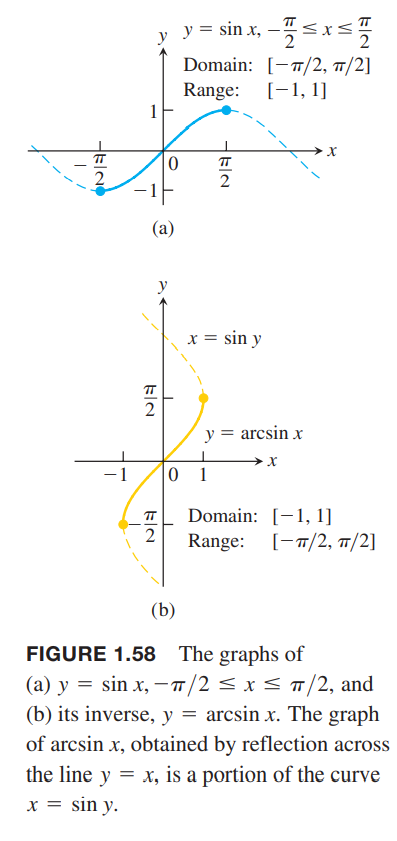 y y = sin x, −π/2 ≤ x ≤ π/2
Domain: [−π/2, π/2]
Range: [−1, 1]
1
x
−π/2 0 π/2
−1
(a)
y
x = sin y
π/2
y = arcsin x
x
−1 0 1
−π/2
Domain: [−1, 1]
Range: [−π/2, π/2]
(b)
FIGURE 1.58 The graphs of
(a) y = sin x, −π/2 ≤ x ≤ π/2, and
(b) its inverse, y = arcsin x. The graph
of arcsin x, obtained by reflection across
the line y = x, is a portion of the curve
x = sin y.